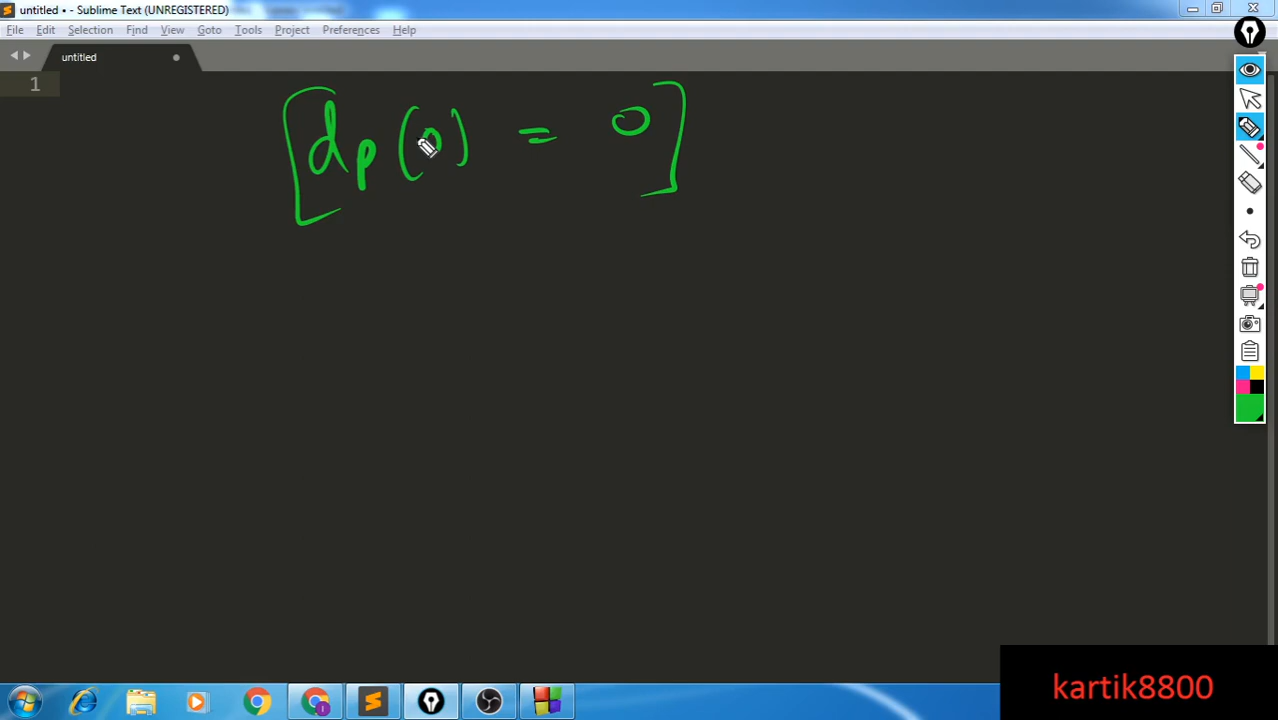 untitled • - Sublime Text (UNREGISTERED)
File Edit Selection Find View Goto Tools Project Preferences Help
untitled
1
[dp(0) = 0]
kartik8800